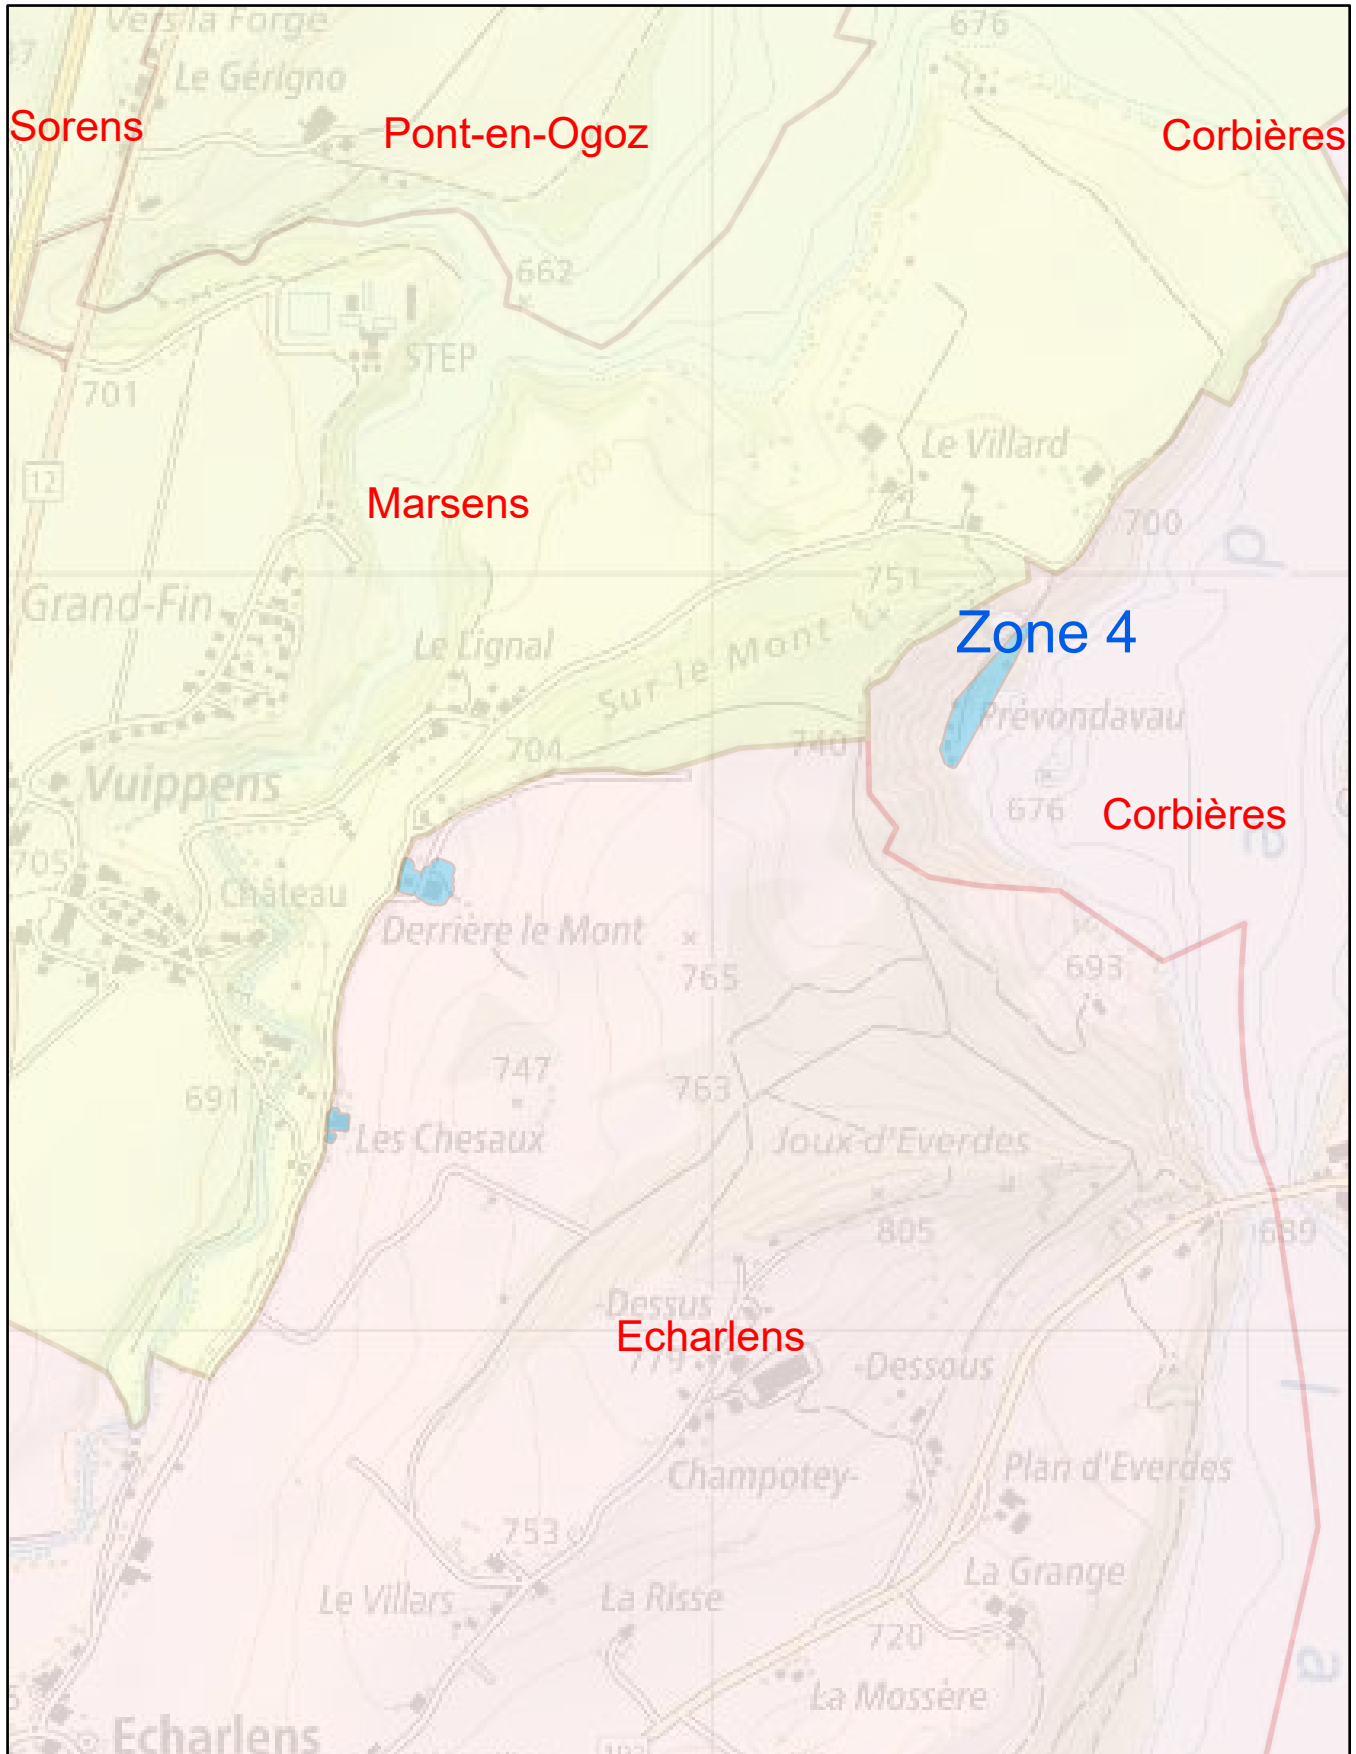 Vers la Forge
676
Le Gérigno
Sorens
Pont-en-Ogoz
Corbières
662
STEP
701
Le Villard
12
Marsens
700
700
751
Grand-Fin
Zone 4
Le Lignal
Sur-le Mont
Prévondavau
704
740
Vuippens
676
Corbières
705
Château
Derrière le Mont
765
693
747
763
691
Les Chesaux
Joux-d'Everdes
805
689
-Dessus
Echarlens
779
-Dessous
Champotey-
Plan d'Everdes
753
Le Villars
La Risse
La Grange
720
La Mossère
Echarlens